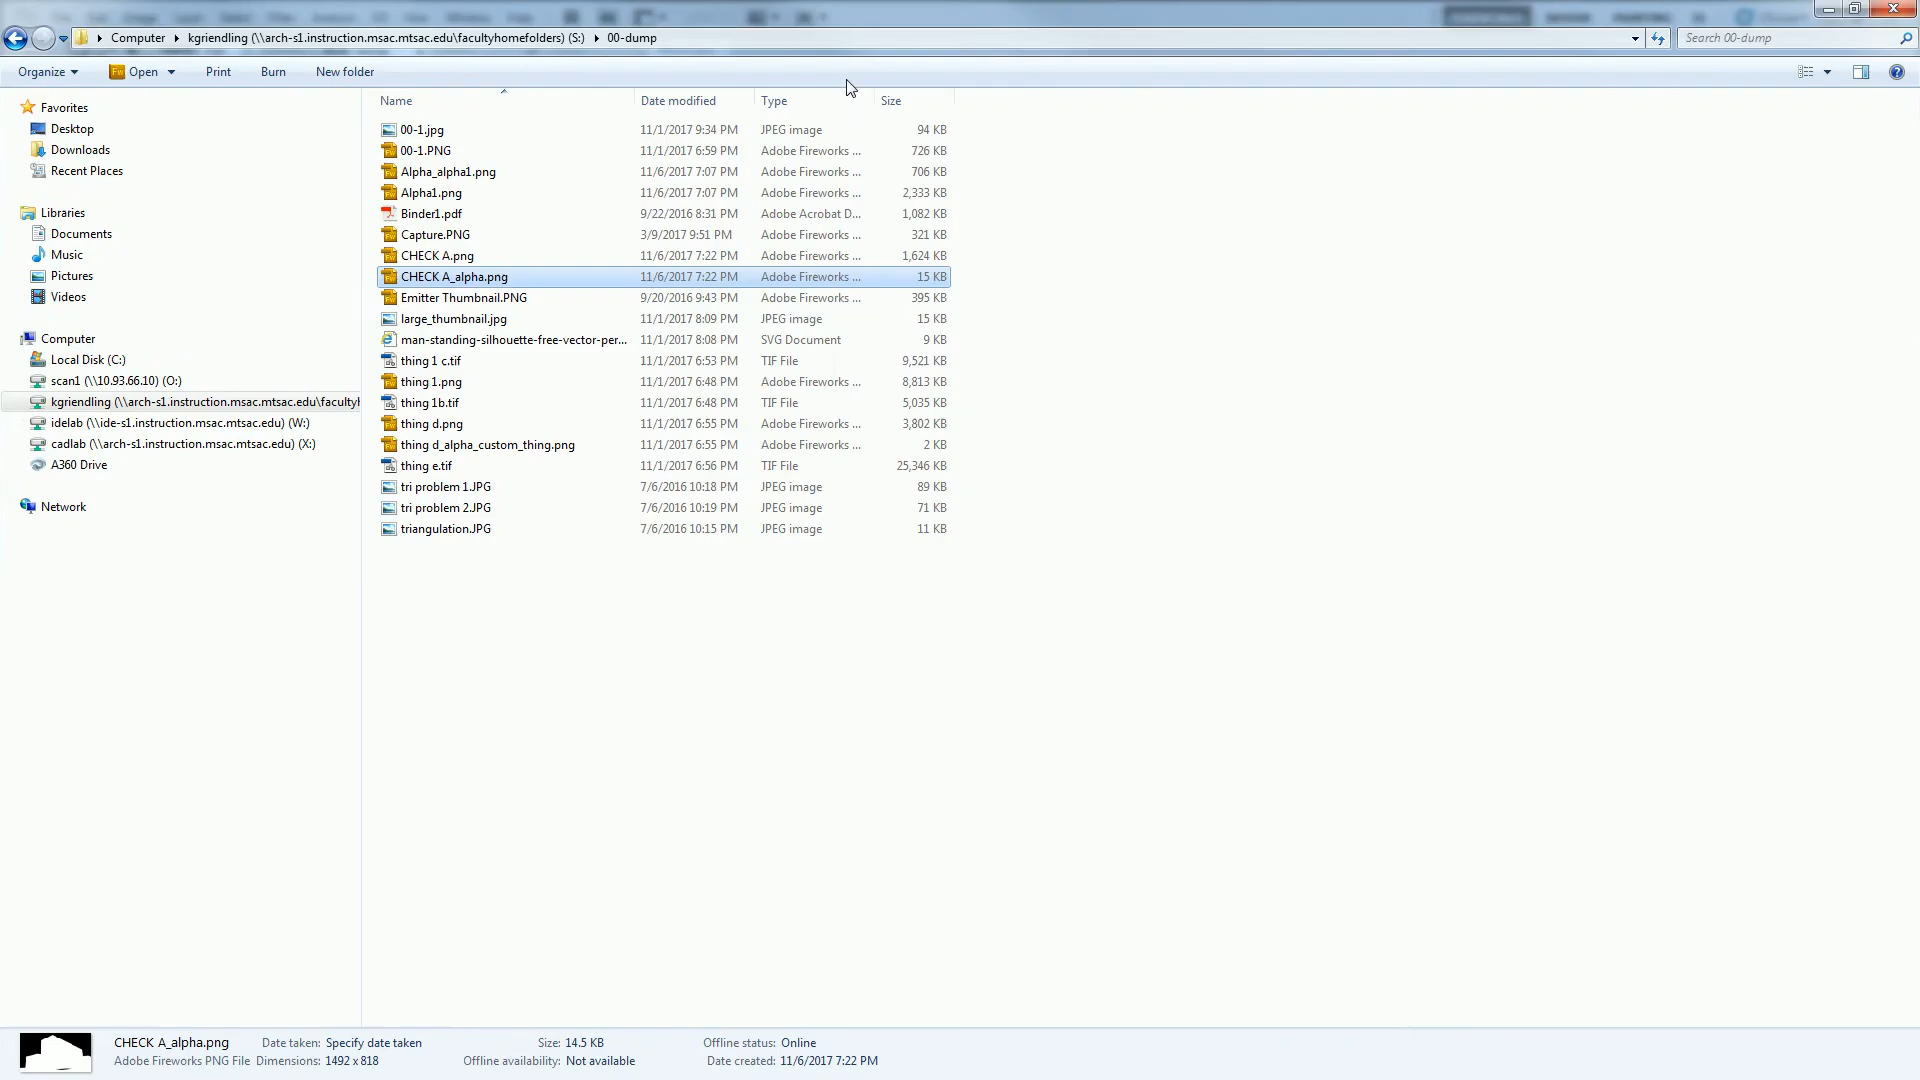 Computer kgriendling (\\arch-s1.instruction.msac.mtsac.edu\facultyhomefolders) (S:) 00-dump Search 00-dump
Organize Open Print Burn New folder
Name Date modified Type Size
Favorites
Desktop
Downloads
Recent Places
Libraries
Documents
Music
Pictures
Videos
Computer
Local Disk (C:)
scan1 (\\10.93.66.10) (O:)
kgriendling (\\arch-s1.instruction.msac.mtsac.edu\facultyh
idelab (\\ide-s1.instruction.msac.mtsac.edu) (W:)
cadlab (\\arch-s1.instruction.msac.mtsac.edu) (X:)
A360 Drive
Network
00-1.jpg 11/1/2017 9:34 PM JPEG image 94 KB
00-1.PNG 11/1/2017 6:59 PM Adobe Fireworks ... 726 KB
Alpha_alpha1.png 11/6/2017 7:07 PM Adobe Fireworks ... 706 KB
Alpha1.png 11/6/2017 7:07 PM Adobe Fireworks ... 2,333 KB
Binder1.pdf 9/22/2016 8:31 PM Adobe Acrobat D... 1,082 KB
Capture.PNG 3/9/2017 9:51 PM Adobe Fireworks ... 321 KB
CHECK A.png 11/6/2017 7:22 PM Adobe Fireworks ... 1,624 KB
CHECK A_alpha.png 11/6/2017 7:22 PM Adobe Fireworks ... 15 KB
Emitter Thumbnail.PNG 9/20/2016 9:43 PM Adobe Fireworks ... 395 KB
large_thumbnail.jpg 11/1/2017 8:09 PM JPEG image 15 KB
man-standing-silhouette-free-vector-per... 11/1/2017 8:08 PM SVG Document 9 KB
thing 1 c.tif 11/1/2017 6:53 PM TIF File 9,521 KB
thing 1.png 11/1/2017 6:48 PM Adobe Fireworks ... 8,813 KB
thing 1b.tif 11/1/2017 6:48 PM TIF File 5,035 KB
thing d.png 11/1/2017 6:55 PM Adobe Fireworks ... 3,802 KB
thing d_alpha_custom_thing.png 11/1/2017 6:55 PM Adobe Fireworks ... 2 KB
thing e.tif 11/1/2017 6:56 PM TIF File 25,346 KB
tri problem 1.JPG 7/6/2016 10:18 PM JPEG image 89 KB
tri problem 2.JPG 7/6/2016 10:19 PM JPEG image 71 KB
triangulation.JPG 7/6/2016 10:15 PM JPEG image 11 KB
CHECK A_alpha.png Date taken: Specify date taken Size: 14.5 KB Offline status: Online
Adobe Fireworks PNG File Dimensions: 1492 x 818 Offline availability: Not available Date created: 11/6/2017 7:22 PM